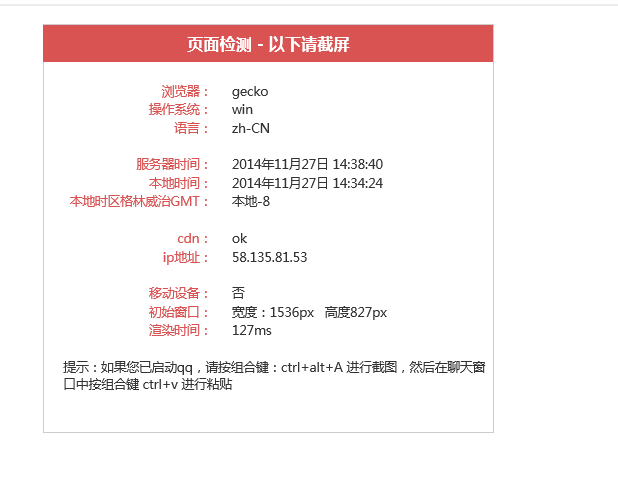 页面检测 - 以下请截屏
浏览器： gecko
操作系统： win
语言： zh-CN
服务器时间： 2014年11月27日 14:38:40
本地时间： 2014年11月27日 14:34:24
本地时区格林威治GMT： 本地-8
cdn： ok
ip地址： 58.135.81.53
移动设备： 否
初始窗口： 宽度：1536px 高度827px
渲染时间： 127ms
提示：如果您已启动qq，请按组合键：ctrl+alt+A 进行截图，然后在聊天窗
口中按组合键 ctrl+v 进行粘贴